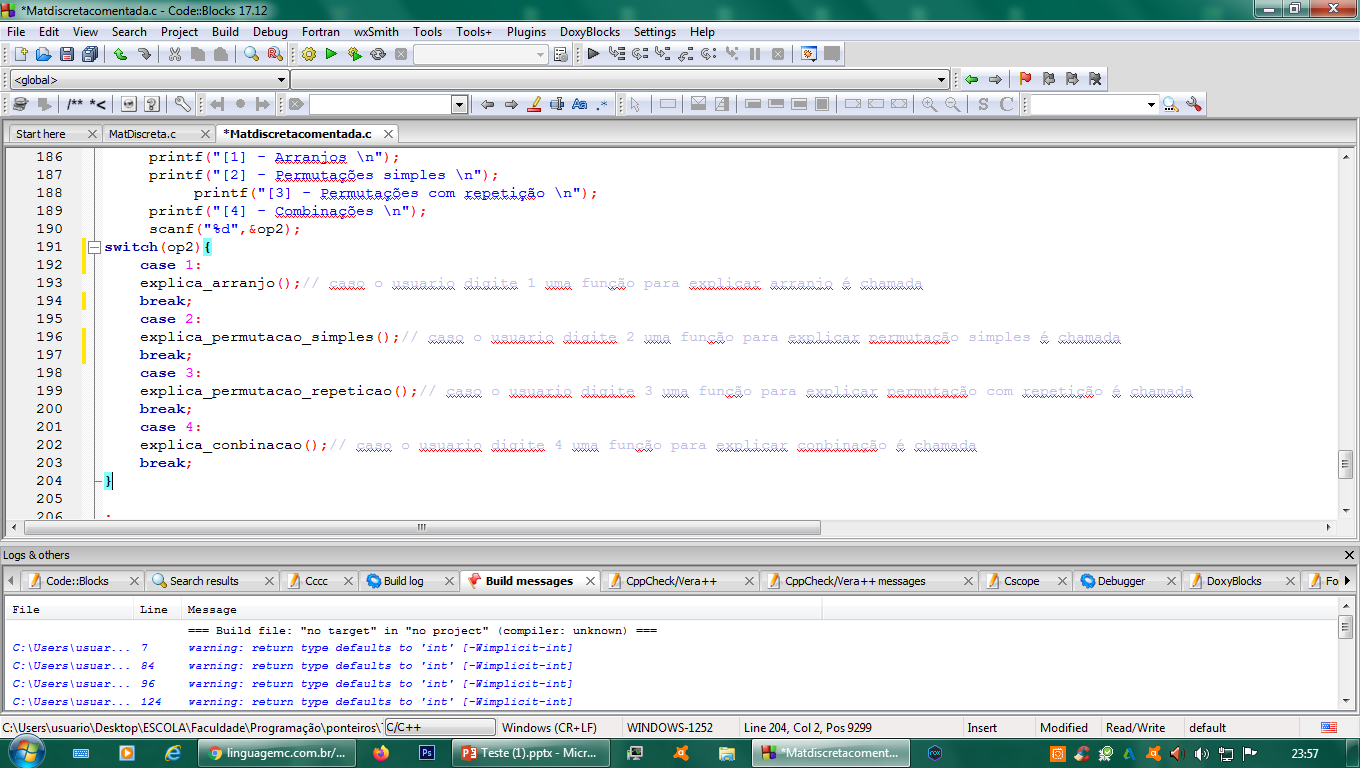 *Matdiscretacomentada.c - Code::Blocks 17.12
File Edit View Search Project Build Debug Fortran wxSmith Tools Tools+ Plugins DoxyBlocks Settings Help
<global>
/** *<
S C
Start here MatDiscreta.c *Matdiscretacomentada.c
186 printf("[1] - Arranjos \n");
187 printf("[2] - Permutações simples \n");
188 printf("[3] - Permutações com repetição \n");
189 printf("[4] - Combinações \n");
190 scanf("%d",&op2);
191 switch(op2){
192 case 1:
193 explica_arranjo();// caso o usuario digite 1 uma função para explicar arranjo é chamada
194 break;
195 case 2:
196 explica_permutacao_simples();// caso o usuario digite 2 uma função para explicar permutação simples é chamada
197 break;
198 case 3:
199 explica_permutacao_repeticao();// caso o usuario digite 3 uma função para explicar permutação com repetição é chamada
200 break;
201 case 4:
202 explica_conbinacao();// caso o usuario digite 4 uma função para explicar conbinação é chamada
203 break;
204 }
205
206
Logs & others
Code::Blocks Search results Cccc Build log Build messages CppCheck/Vera++ CppCheck/Vera++ messages Cscope Debugger DoxyBlocks Fo
File Line Message
=== Build file: "no target" in "no project" (compiler: unknown) ===
C:\Users\usuar... 7 warning: return type defaults to 'int' [-Wimplicit-int]
C:\Users\usuar... 84 warning: return type defaults to 'int' [-Wimplicit-int]
C:\Users\usuar... 96 warning: return type defaults to 'int' [-Wimplicit-int]
C:\Users\usuar... 124 warning: return type defaults to 'int' [-Wimplicit-int]
C:\Users\usuario\Desktop\ESCOLA\Faculdade\Programação\ponteiros\ C/C++ Windows (CR+LF) WINDOWS-1252 Line 204, Col 2, Pos 9299 Insert Modified Read/Write default
linguagemc.com.br/... Ps Teste (1).pptx - Micr... *Matdiscretacoment... 23:57